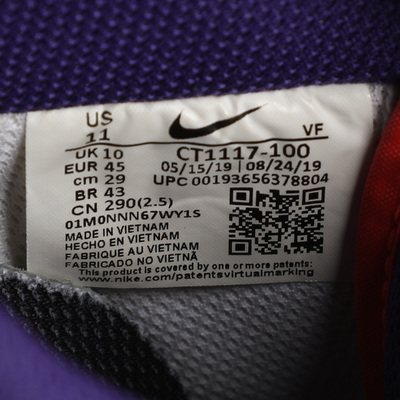 US
11
VF
UK 10
EUR 45
cm 29
BR 43
CN 290(2.5)
CT1117-100
05/15/19 | 08/24/19
UPC 00193656378804
01M0NNN67WY1S
MADE IN VIETNAM
HECHO EN VIETNAM
FABRIQUE AU VIETNAM
FABRICADO NO VIETNÃ
This product is covered by one or more patents:
www.nike.com/patentsvirtualmarking